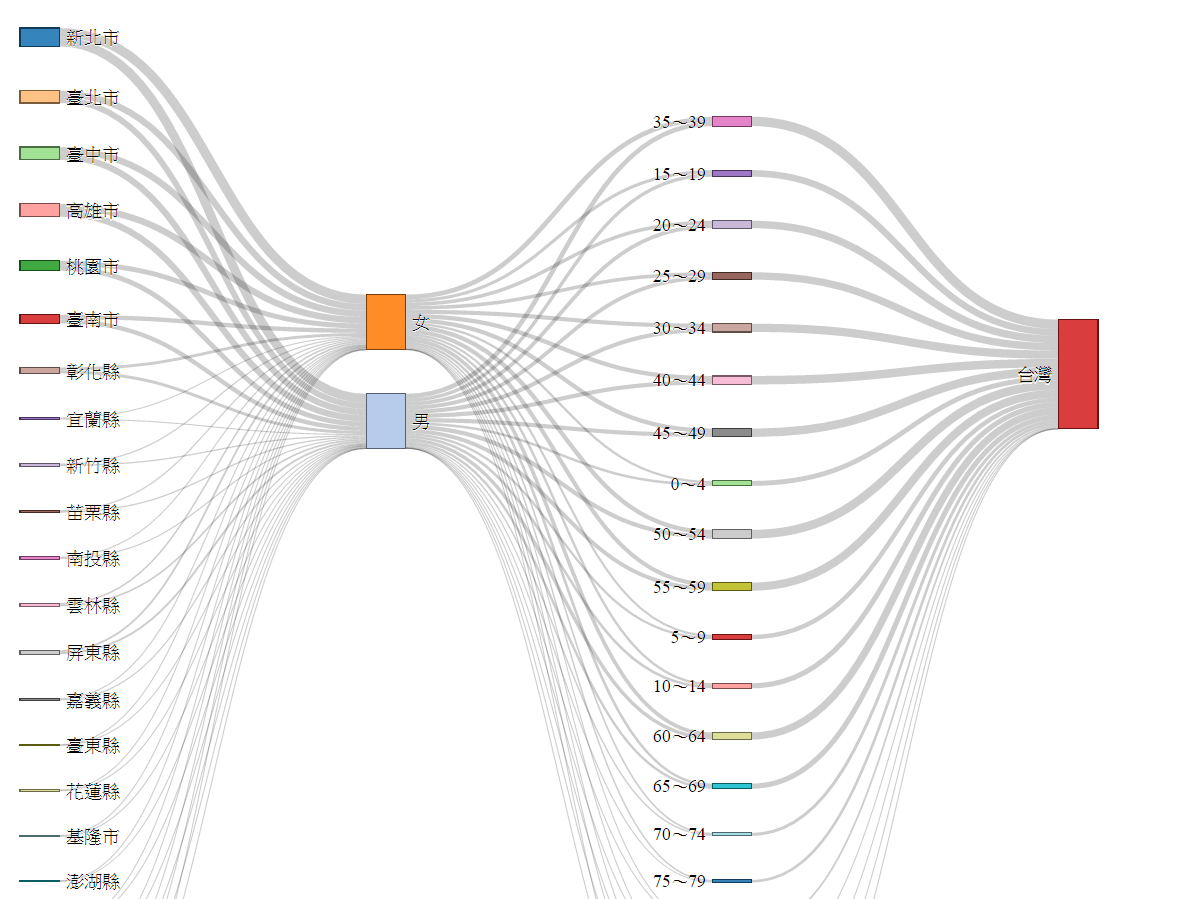 新北市
臺北市
臺中市
高雄市
桃園市
臺南市
彰化縣
宜蘭縣
新竹縣
苗栗縣
南投縣
雲林縣
屏東縣
嘉義縣
臺東縣
花蓮縣
基隆市
澎湖縣
女
男
35～39
15～19
20～24
25～29
30～34
40～44
45～49
0～4
50～54
55～59
5～9
10～14
60～64
65～69
70～74
75～79
台灣